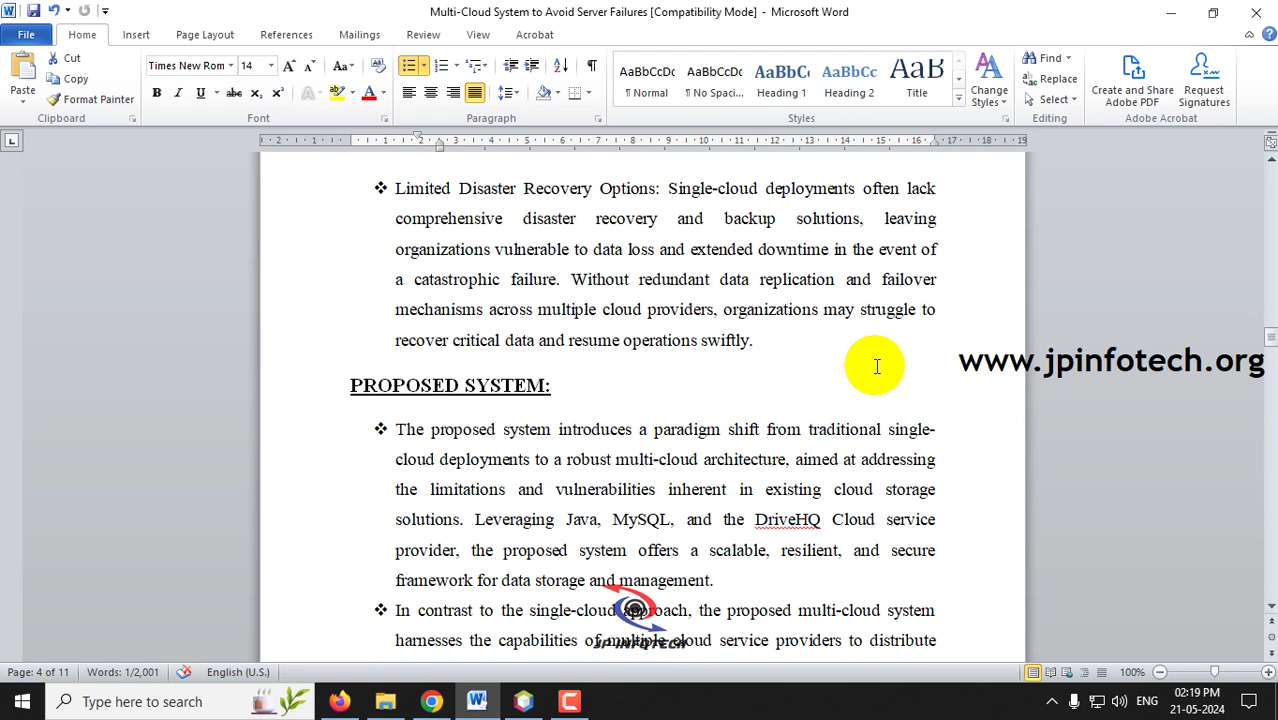 Multi-Cloud System to Avoid Server Failures [Compatibility Mode] - Microsoft Word
File Home Insert Page Layout References Mailings Review View Acrobat
Paste
Cut
Copy
Format Painter
Clipboard
Times New Rom 14
Font
Paragraph
AaBbCcDc AaBbCcDc AaBbCc AaBbCc AaB
¶ Normal ¶ No Spaci... Heading 1 Heading 2 Title
Change Styles
Styles
Find
Replace
Select
Editing
Create and Share Adobe PDF
Request Signatures
Adobe Acrobat
❖ Limited Disaster Recovery Options: Single-cloud deployments often lack
comprehensive disaster recovery and backup solutions, leaving
organizations vulnerable to data loss and extended downtime in the event of
a catastrophic failure. Without redundant data replication and failover
mechanisms across multiple cloud providers, organizations may struggle to
recover critical data and resume operations swiftly.
www.jpinfotech.org
PROPOSED SYSTEM:
❖ The proposed system introduces a paradigm shift from traditional single-
cloud deployments to a robust multi-cloud architecture, aimed at addressing
the limitations and vulnerabilities inherent in existing cloud storage
solutions. Leveraging Java, MySQL, and the DriveHQ Cloud service
provider, the proposed system offers a scalable, resilient, and secure
framework for data storage and management.
❖ In contrast to the single-cloud approach, the proposed multi-cloud system
harnesses the capabilities of multiple cloud service providers to distribute
JP INFOTECH
Page: 4 of 11 Words: 1/2,001 English (U.S.) 100%
Type here to search
ENG
02:19 PM
21-05-2024